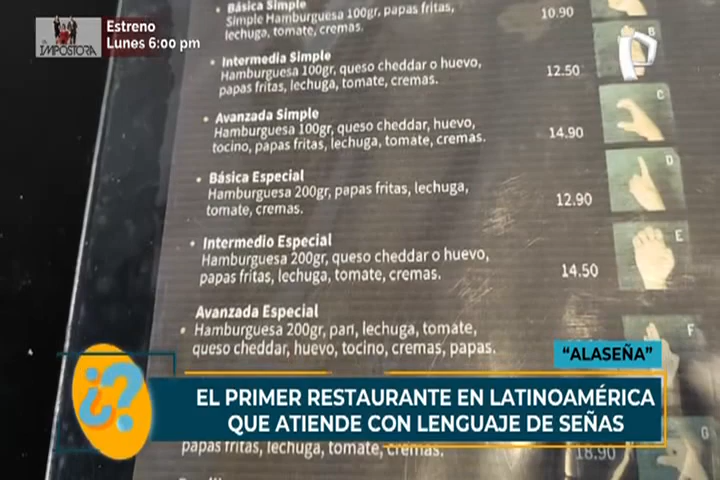 Estreno
Lunes 6:00 pm
LA IMPOSTORA
Básica Simple
Simple Hamburguesa 100gr, papas fritas,
lechuga, tomate, cremas.
10.90
Intermedia Simple
Hamburguesa 100gr, queso cheddar o huevo,
papas fritas, lechuga, tomate, cremas.
12.50
B
Avanzada Simple
Hamburguesa 100gr, queso cheddar, huevo,
tocino, papas fritas, lechuga, tomate, cremas.
14.90
C
Básica Especial
Hamburguesa 200gr, papas fritas, lechuga,
tomate, cremas.
12.90
D
Intermedio Especial
Hamburguesa 200gr, queso cheddar o huevo,
papas fritas, lechuga, tomate, cremas.
14.50
E
Avanzada Especial
Hamburguesa 200gr, pan, lechuga, tomate,
queso cheddar, huevo, tocino, cremas, papas.
F
"ALASEÑA"
¿?
EL PRIMER RESTAURANTE EN LATINOAMÉRICA
QUE ATIENDE CON LENGUAJE DE SEÑAS
papas fritas, lechuga, tomate, cremas.
18.90
G